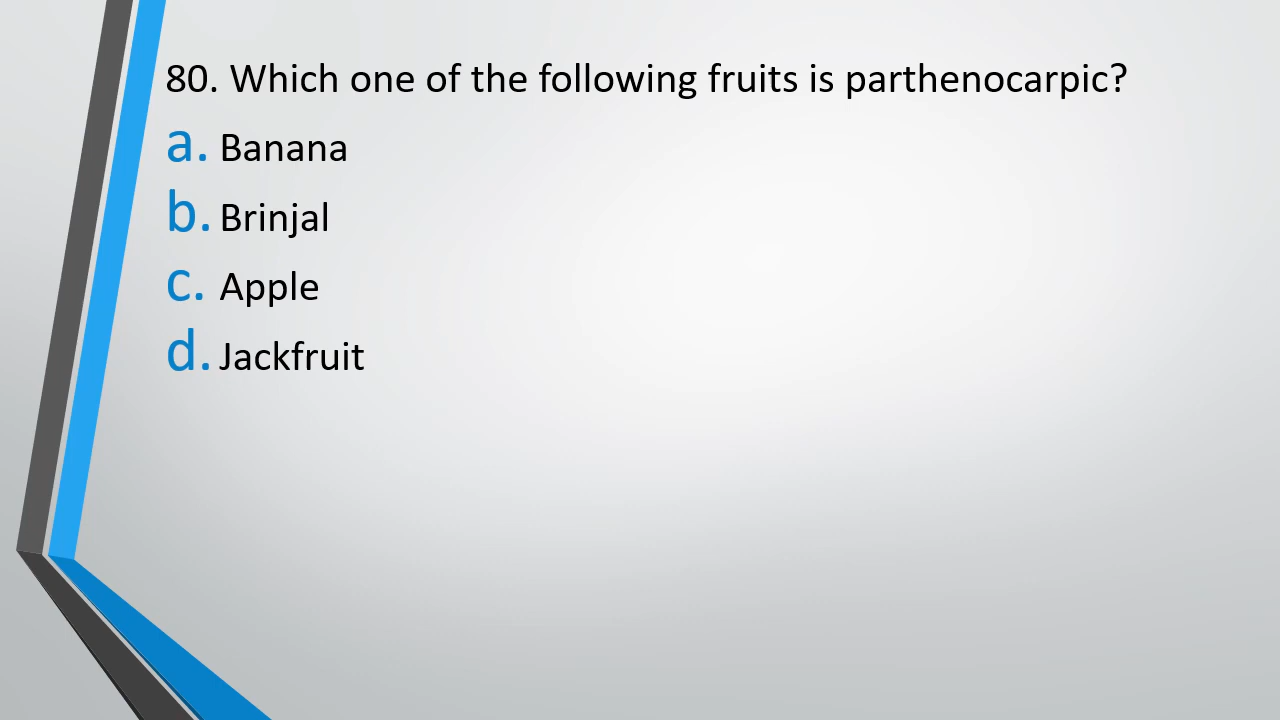 80. Which one of the following fruits is parthenocarpic?
a. Banana
b. Brinjal
c. Apple
d. Jackfruit